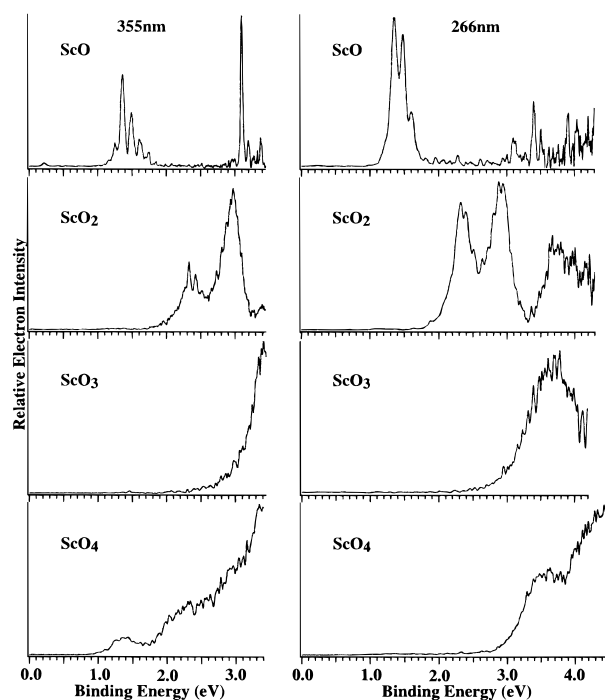 355nm
266nm
ScO
ScO
ScO2
ScO2
Relative Electron Intensity
ScO3
ScO3
ScO4
ScO4
0.0 1.0 2.0 3.0
0.0 1.0 2.0 3.0 4.0
Binding Energy (eV)
Binding Energy (eV)